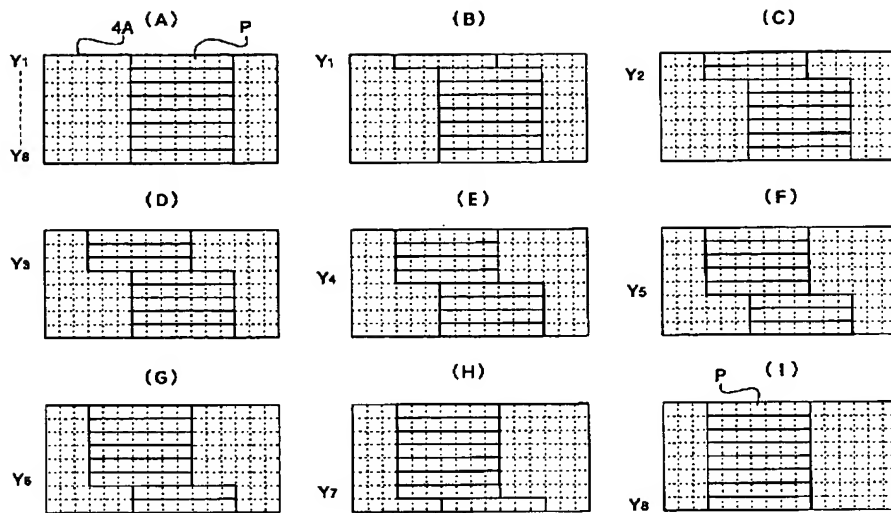 (A) (B) (C)
4A P
Y1 Y1 Y2
Y8
(D) (E) (F)
Y3 Y4 Y5
(G) (H) (I)
P
Y6 Y7 Y8